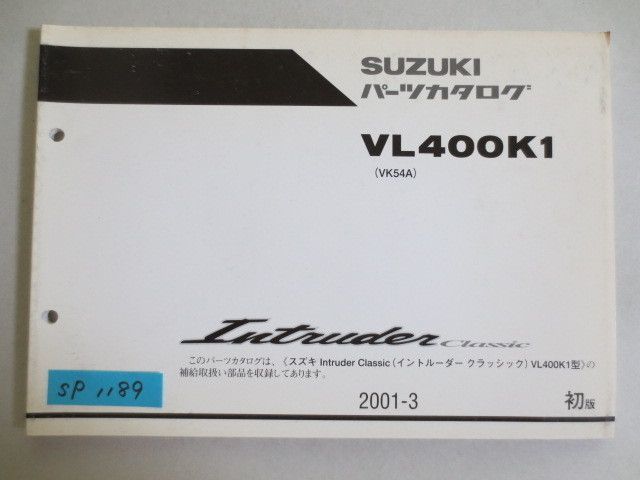 SUZUKI
パーツカタログ
VL400K1
(VK54A)
Intruder Classic
このパーツカタログは、《スズキ Intruder Classic(イントルーダー クラッシック) VL400K1型》の
補給取扱い部品を収録してあります。
SP 1189
2001-3
初版